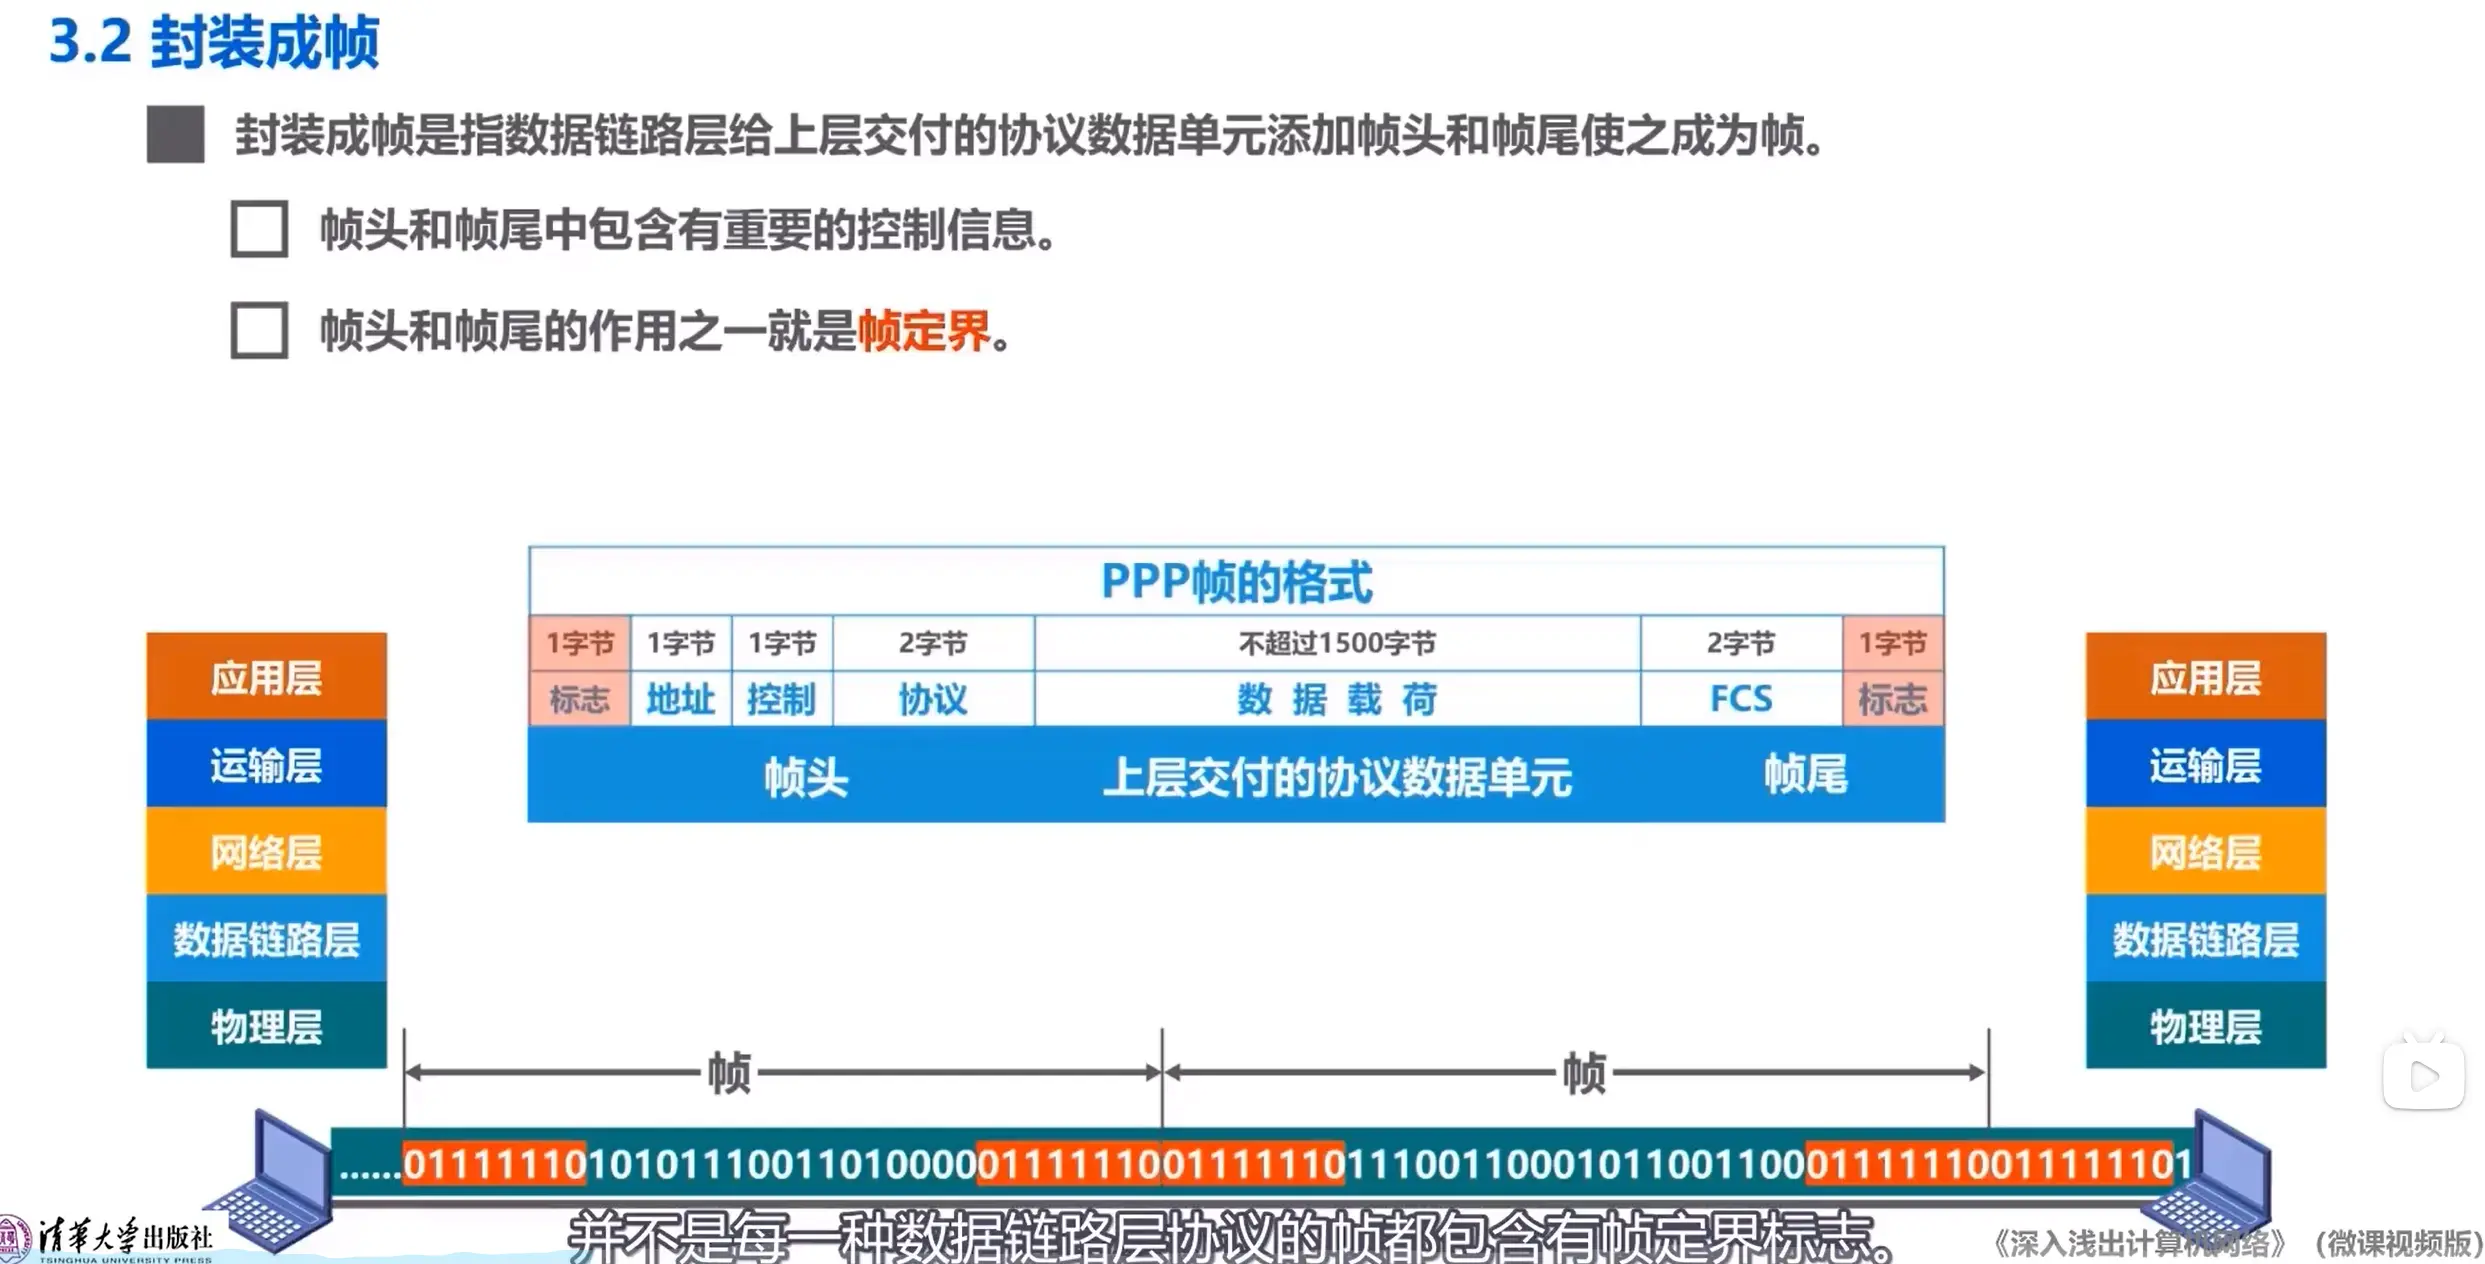 3.2 封装成帧
封装成帧是指数据链路层给上层交付的协议数据单元添加帧头和帧尾使之成为帧。
帧头和帧尾中包含有重要的控制信息。
帧头和帧尾的作用之一就是帧定界。
PPP帧的格式
1字节 1字节 1字节 2字节 不超过1500字节 2字节 1字节
标志 地址 控制 协议 数据载荷 FCS 标志
帧头 上层交付的协议数据单元 帧尾
应用层
运输层
网络层
数据链路层
物理层
应用层
运输层
网络层
数据链路层
物理层
帧 帧
......01111110101011100110100000111111001111110111001100010110011000111111001111101
并不是每一种数据链路层协议的帧都包含有帧定界标志。
清华大学出版社
TSINGHUA UNIVERSITY PRESS
《深入浅出计算机网络》（微课视频版）